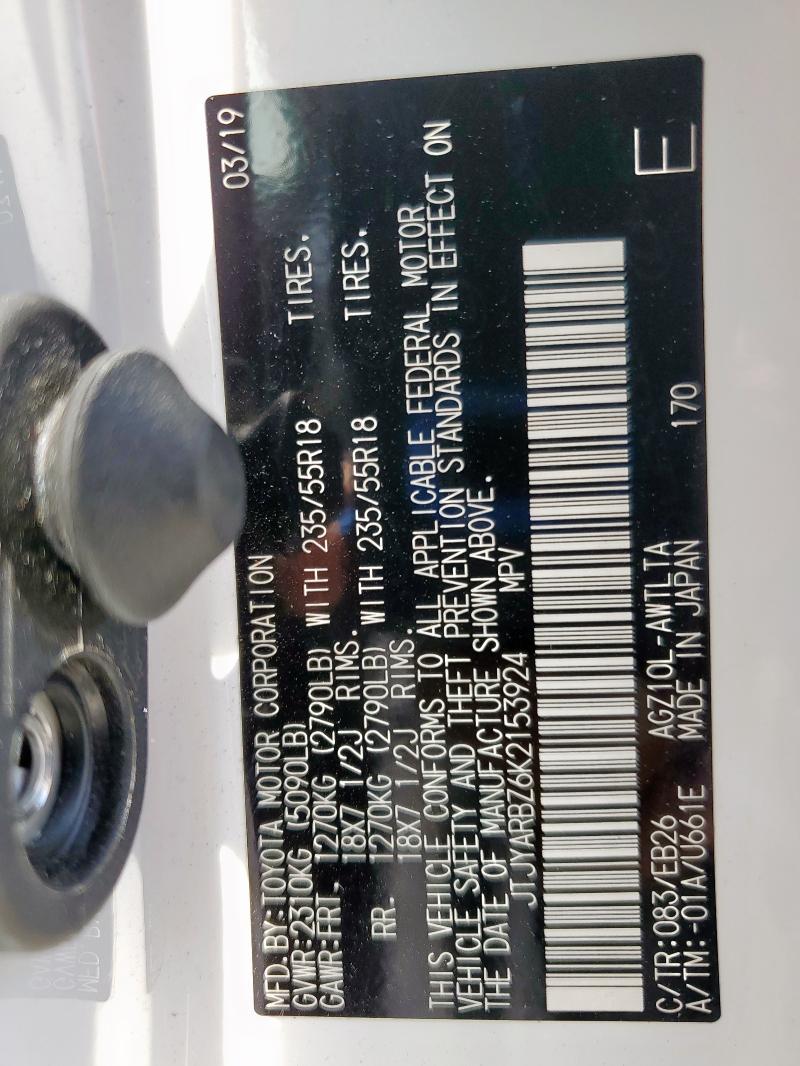 03/19
MFD.BY:TOYOTA MOTOR CORPORATION
GVWR:2310KG (5090LB)
GAWR:FRT. 1270KG (2790LB) WITH 235/55R18 TIRES.
18X7 1/2J RIMS.
RR. 1270KG (2790LB) WITH 235/55R18 TIRES.
18X7 1/2J RIMS.
THIS VEHICLE CONFORMS TO ALL APPLICABLE FEDERAL MOTOR
VEHICLE SAFETY AND THEFT PREVENTION STANDARDS IN EFFECT ON
THE DATE OF MANUFACTURE SHOWN ABOVE.
JTJYARBZ6K2153924 MPV
C/TR:083/EB26 AGZ10L-AWTLTA 170 E
A/TM:-01A/U661E MADE IN JAPAN